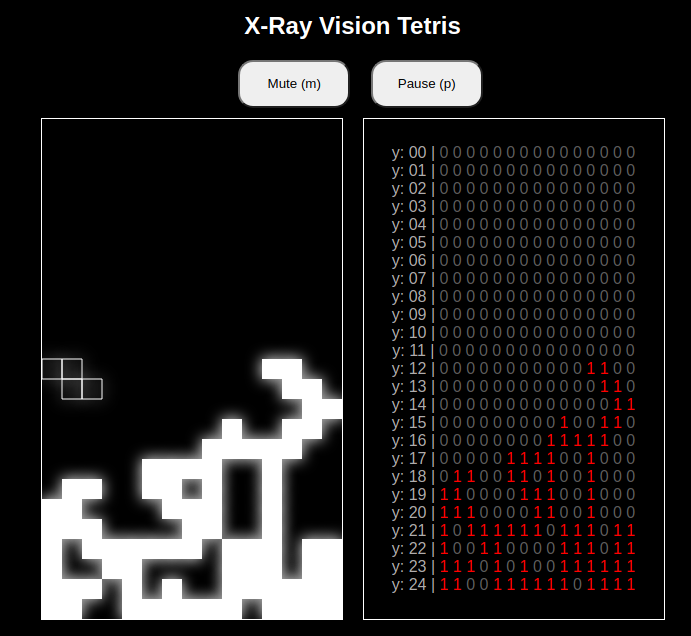 X-Ray Vision Tetris
Mute (m) Pause (p)
y: 00 | 0 0 0 0 0 0 0 0 0 0 0 0 0 0 0
y: 01 | 0 0 0 0 0 0 0 0 0 0 0 0 0 0 0
y: 02 | 0 0 0 0 0 0 0 0 0 0 0 0 0 0 0
y: 03 | 0 0 0 0 0 0 0 0 0 0 0 0 0 0 0
y: 04 | 0 0 0 0 0 0 0 0 0 0 0 0 0 0 0
y: 05 | 0 0 0 0 0 0 0 0 0 0 0 0 0 0 0
y: 06 | 0 0 0 0 0 0 0 0 0 0 0 0 0 0 0
y: 07 | 0 0 0 0 0 0 0 0 0 0 0 0 0 0 0
y: 08 | 0 0 0 0 0 0 0 0 0 0 0 0 0 0 0
y: 09 | 0 0 0 0 0 0 0 0 0 0 0 0 0 0 0
y: 10 | 0 0 0 0 0 0 0 0 0 0 0 0 0 0 0
y: 11 | 0 0 0 0 0 0 0 0 0 0 0 0 0 0 0
y: 12 | 0 0 0 0 0 0 0 0 0 0 0 1 1 0 0
y: 13 | 0 0 0 0 0 0 0 0 0 0 0 0 1 1 0
y: 14 | 0 0 0 0 0 0 0 0 0 0 0 0 0 1 1
y: 15 | 0 0 0 0 0 0 0 0 0 1 0 0 1 1 0
y: 16 | 0 0 0 0 0 0 0 0 1 1 1 1 1 0 0
y: 17 | 0 0 0 0 0 1 1 1 1 0 0 1 0 0 0
y: 18 | 0 1 1 0 0 1 1 0 1 0 0 1 0 0 0
y: 19 | 1 1 0 0 0 0 1 1 1 0 0 1 0 0 0
y: 20 | 1 1 1 0 0 0 0 1 1 0 0 1 0 0 0
y: 21 | 1 0 1 1 1 1 1 1 0 1 1 1 0 1 1
y: 22 | 1 0 0 1 1 0 0 0 0 1 1 1 0 1 1
y: 23 | 1 1 1 0 1 0 1 0 0 1 1 1 1 1 1
y: 24 | 1 1 0 0 1 1 1 1 1 1 0 1 1 1 1